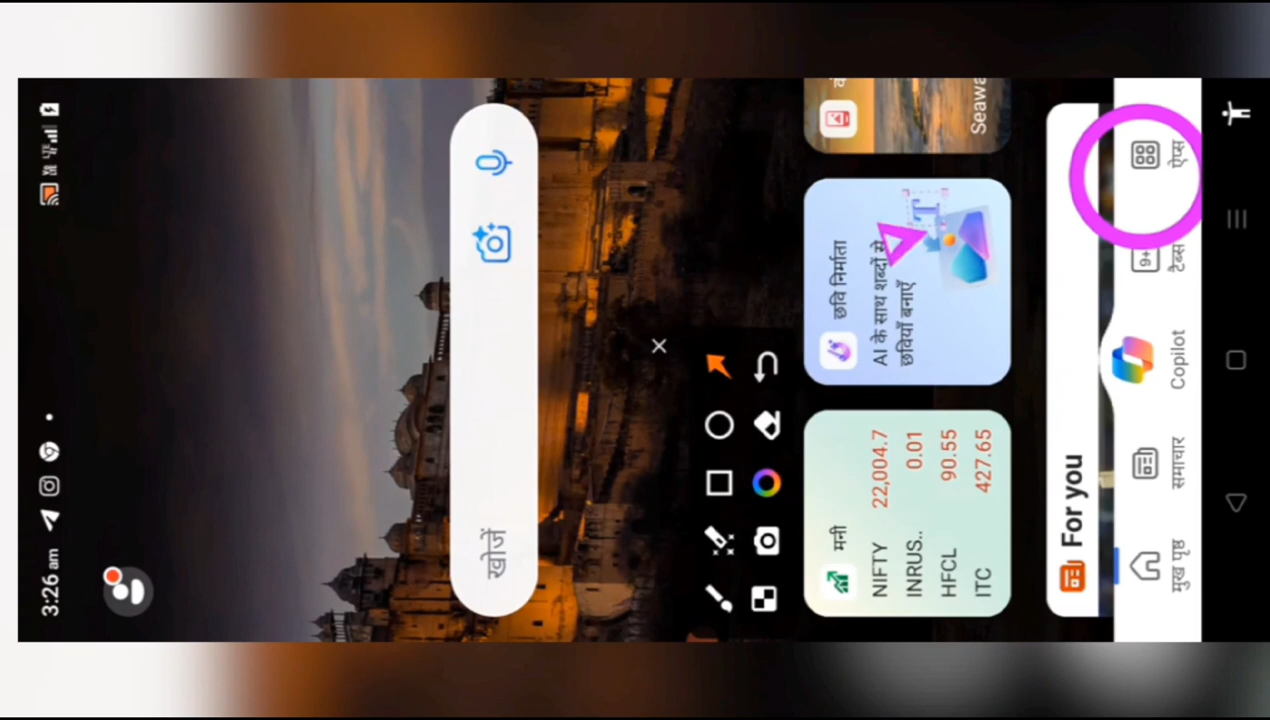 3:26 am
खोजें
मनी
NIFTY 22,004.7
INRUS.. 0.01
HFCL 90.55
ITC 427.65
छवि निर्माता
AI के साथ शब्दों से
छवियाँ बनाएँ
Seawa
For you
मुख पृष्ठ
समाचार
Copilot
9+
टैब्स
ऐप्स